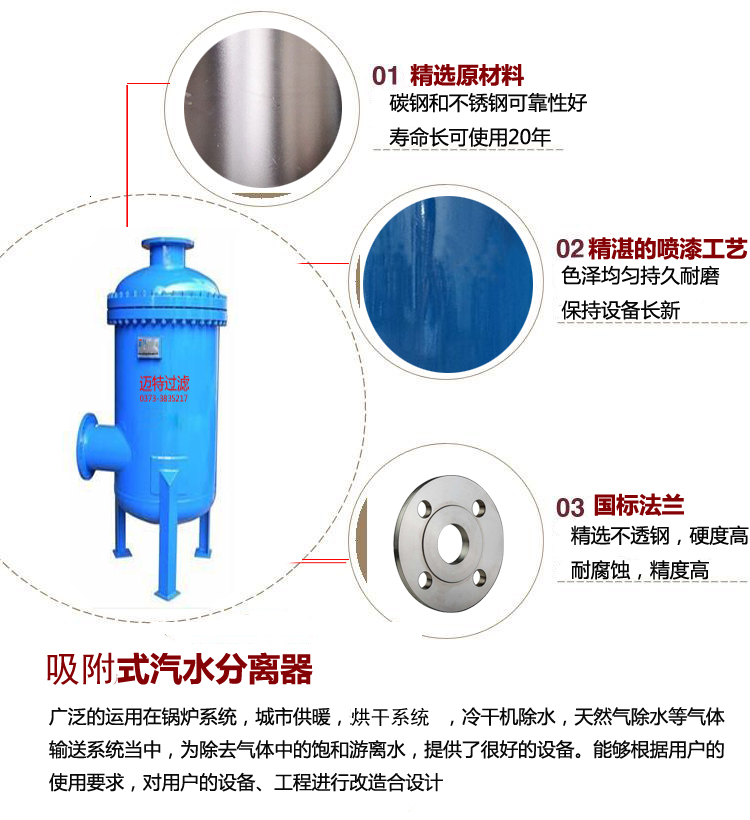 01 精选原材料
碳钢和不锈钢可靠性好
寿命长可使用20年
02 精湛的喷漆工艺
色泽均匀持久耐磨
保持设备长新
迈特过滤
0373-3835217
03 国标法兰
精选不透钢，硬度高
耐腐蚀，精度高
吸附式汽水分离器
广泛的运用在锅炉系统，城市供暖，烘干系统 ，冷干机除水，天然气除水等气体
输送系统当中，为除去气体中的饱和游离水，提供了很好的设备。能够根据用户的
使用要求，对用户的设备、工程进行改造合设计